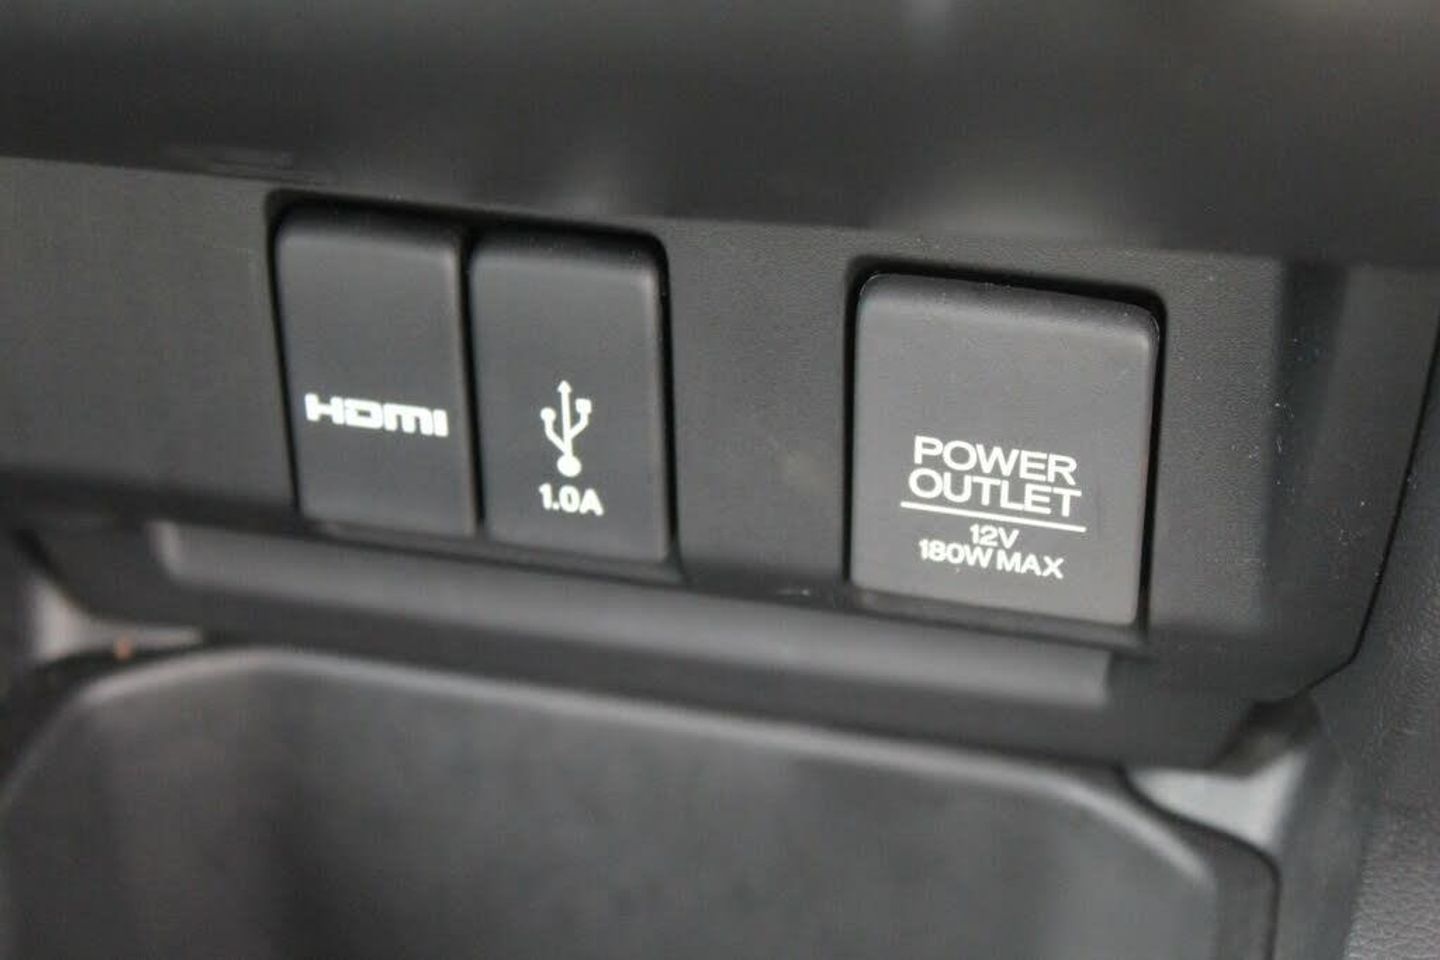 HDMI
1.0A
POWER
OUTLET
12V
180W MAX